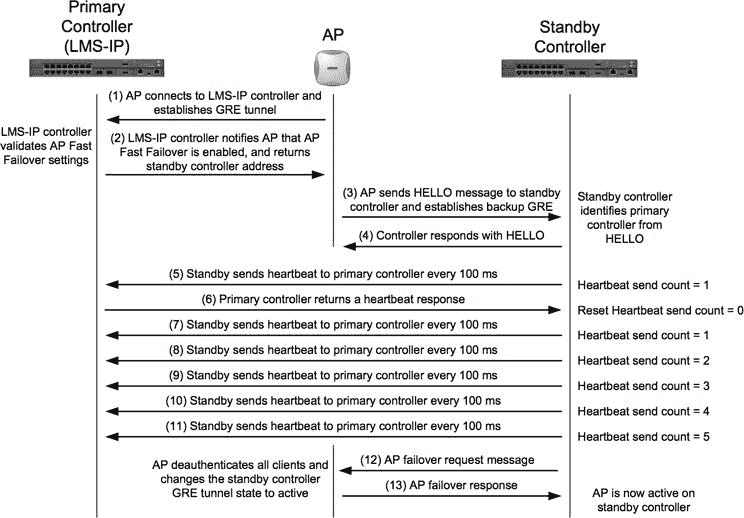 Primary
Controller
(LMS-IP)
AP
Standby
Controller
(1) AP connects to LMS-IP controller and
establishes GRE tunnel
LMS-IP controller
validates AP Fast
Failover settings
(2) LMS-IP controller notifies AP that AP
Fast Failover is enabled, and returns
standby controller address
(3) AP sends HELLO message to standby
controller and establishes backup GRE
Standby controller
identifies primary
controller from
HELLO
(4) Controller responds with HELLO
(5) Standby sends heartbeat to primary controller every 100 ms
Heartbeat send count = 1
(6) Primary controller returns a heartbeat response
Reset Heartbeat send count = 0
(7) Standby sends heartbeat to primary controller every 100 ms
Heartbeat send count = 1
(8) Standby sends heartbeat to primary controller every 100 ms
Heartbeat send count = 2
(9) Standby sends heartbeat to primary controller every 100 ms
Heartbeat send count = 3
(10) Standby sends heartbeat to primary controller every 100 ms
Heartbeat send count = 4
(11) Standby sends heartbeat to primary controller every 100 ms
Heartbeat send count = 5
AP deauthenticates all clients and
changes the standby controller
GRE tunnel state to active
(12) AP failover request message
(13) AP failover response
AP is now active on
standby controller